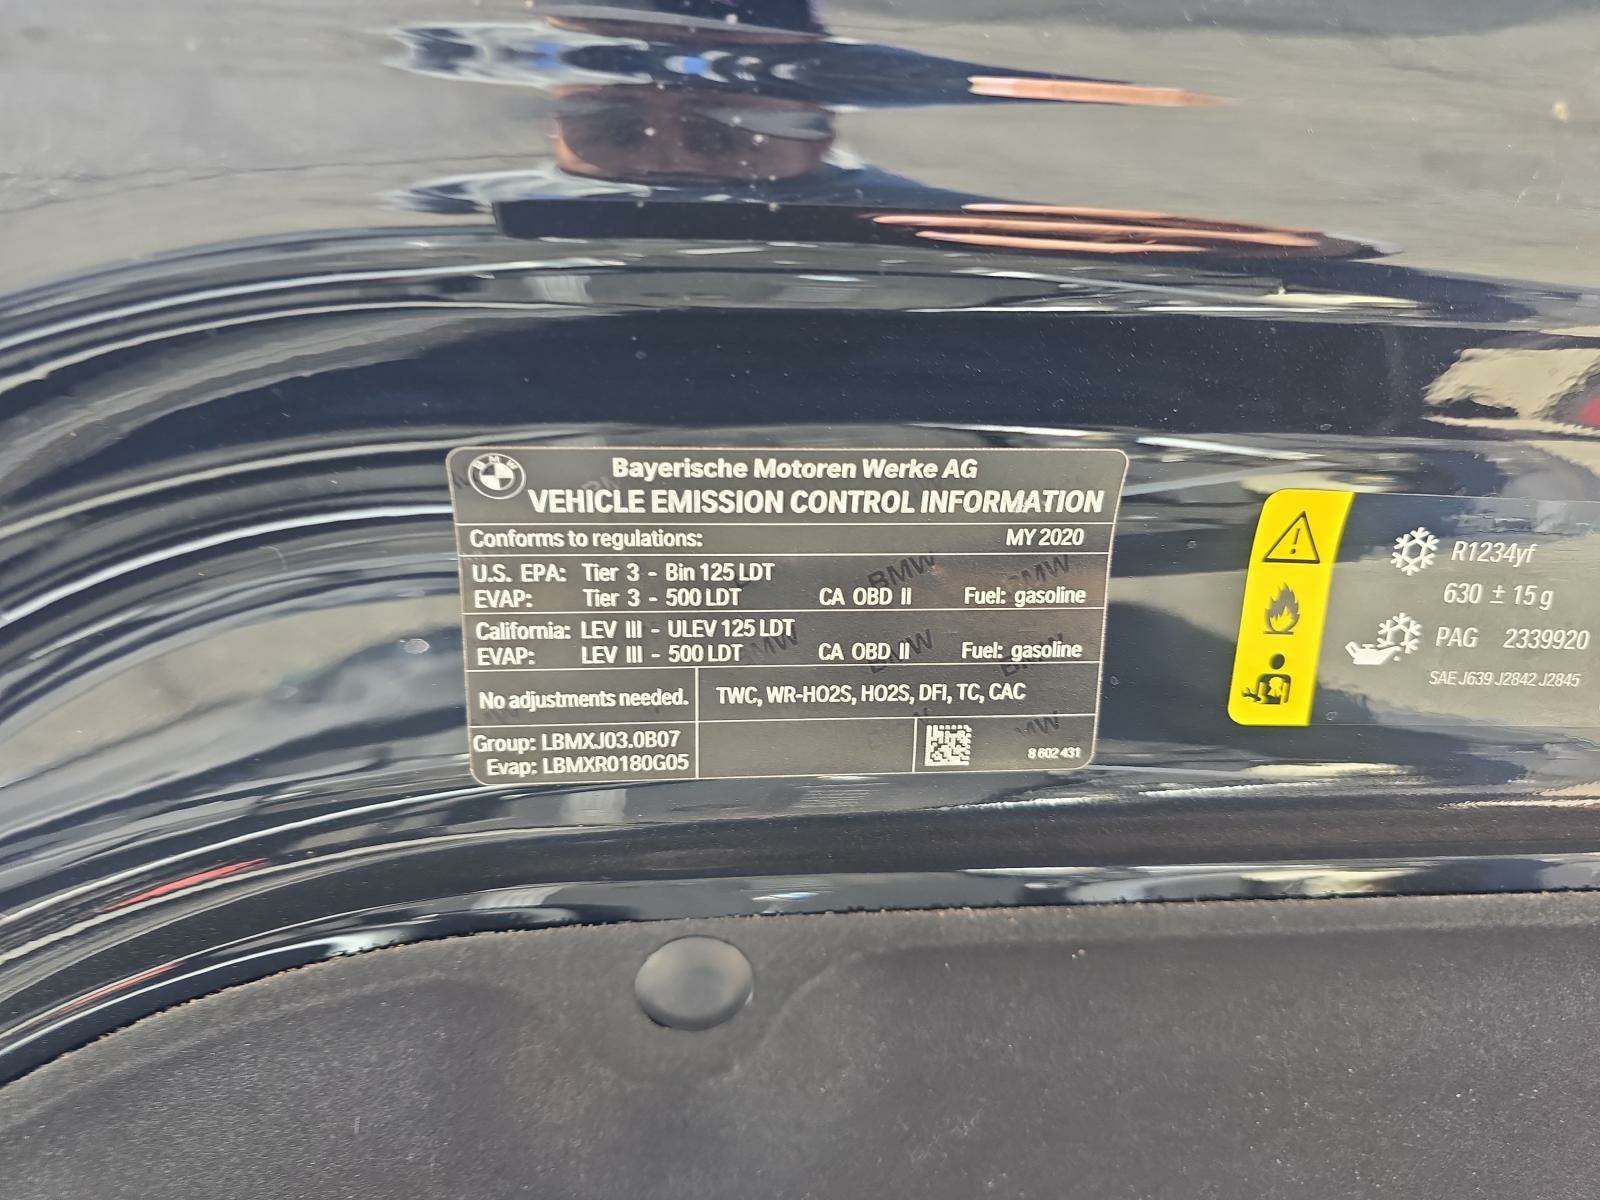 BMW
Bayerische Motoren Werke AG
VEHICLE EMISSION CONTROL INFORMATION
Conforms to regulations: MY 2020
U.S. EPA: Tier 3 - Bin 125 LDT
EVAP: Tier 3 - 500 LDT CA OBD II Fuel: gasoline
California: LEV III - ULEV 125 LDT
EVAP: LEV III - 500 LDT CA OBD II Fuel: gasoline
No adjustments needed. TWC, WR-HO2S, HO2S, DFI, TC, CAC
Group: LBMXJ03.0B07
Evap: LBMXR0180G05
8 602 431
R1234yf
630 ± 15 g
PAG 2339920
SAE J639 J2842 J2845